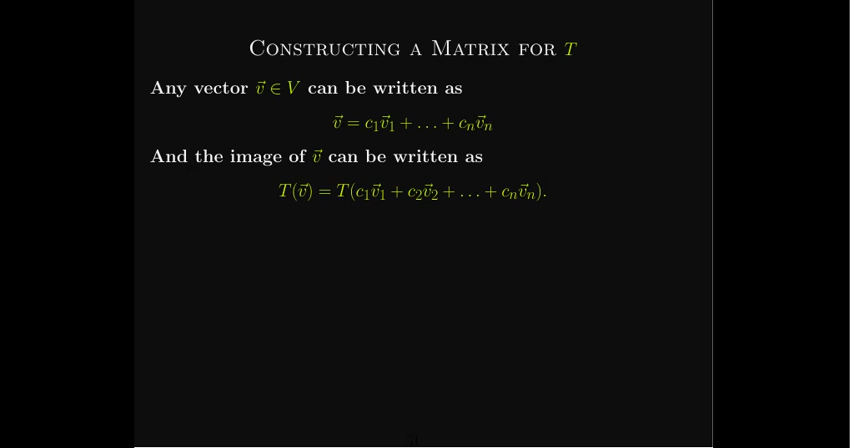 Constructing a Matrix for T
Any vector v⃗ ∈ V can be written as
v⃗ = c₁v⃗₁ + … + cₙv⃗ₙ
And the image of v⃗ can be written as
T(v⃗) = T(c₁v⃗₁ + c₂v⃗₂ + … + cₙv⃗ₙ).